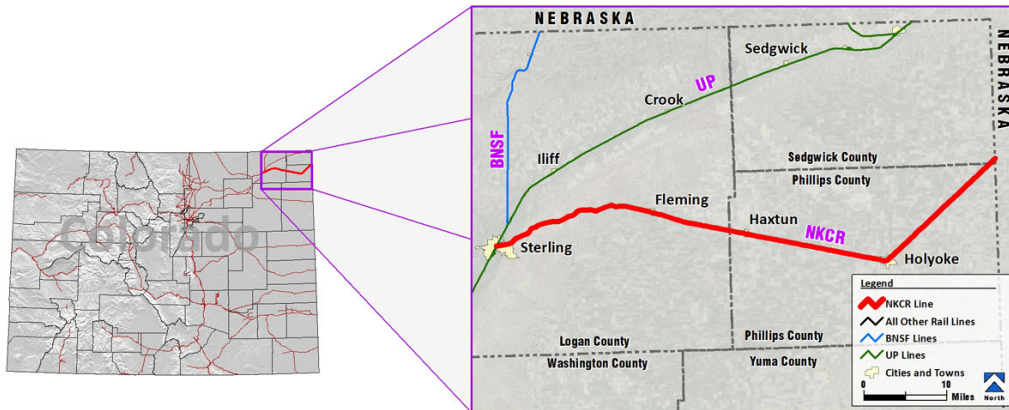 Colorado
NEBRASKA
NEBRASKA
Sedgwick
UP
Crook
BNSF
Iliff
Sedgwick County
Phillips County
Fleming
Haxtun
NKCR
Sterling
Holyoke
Logan County
Washington County
Phillips County
Yuma County
Legend
NKCR Line
All Other Rail Lines
BNSF Lines
UP Lines
Cities and Towns
0 10
Miles
North